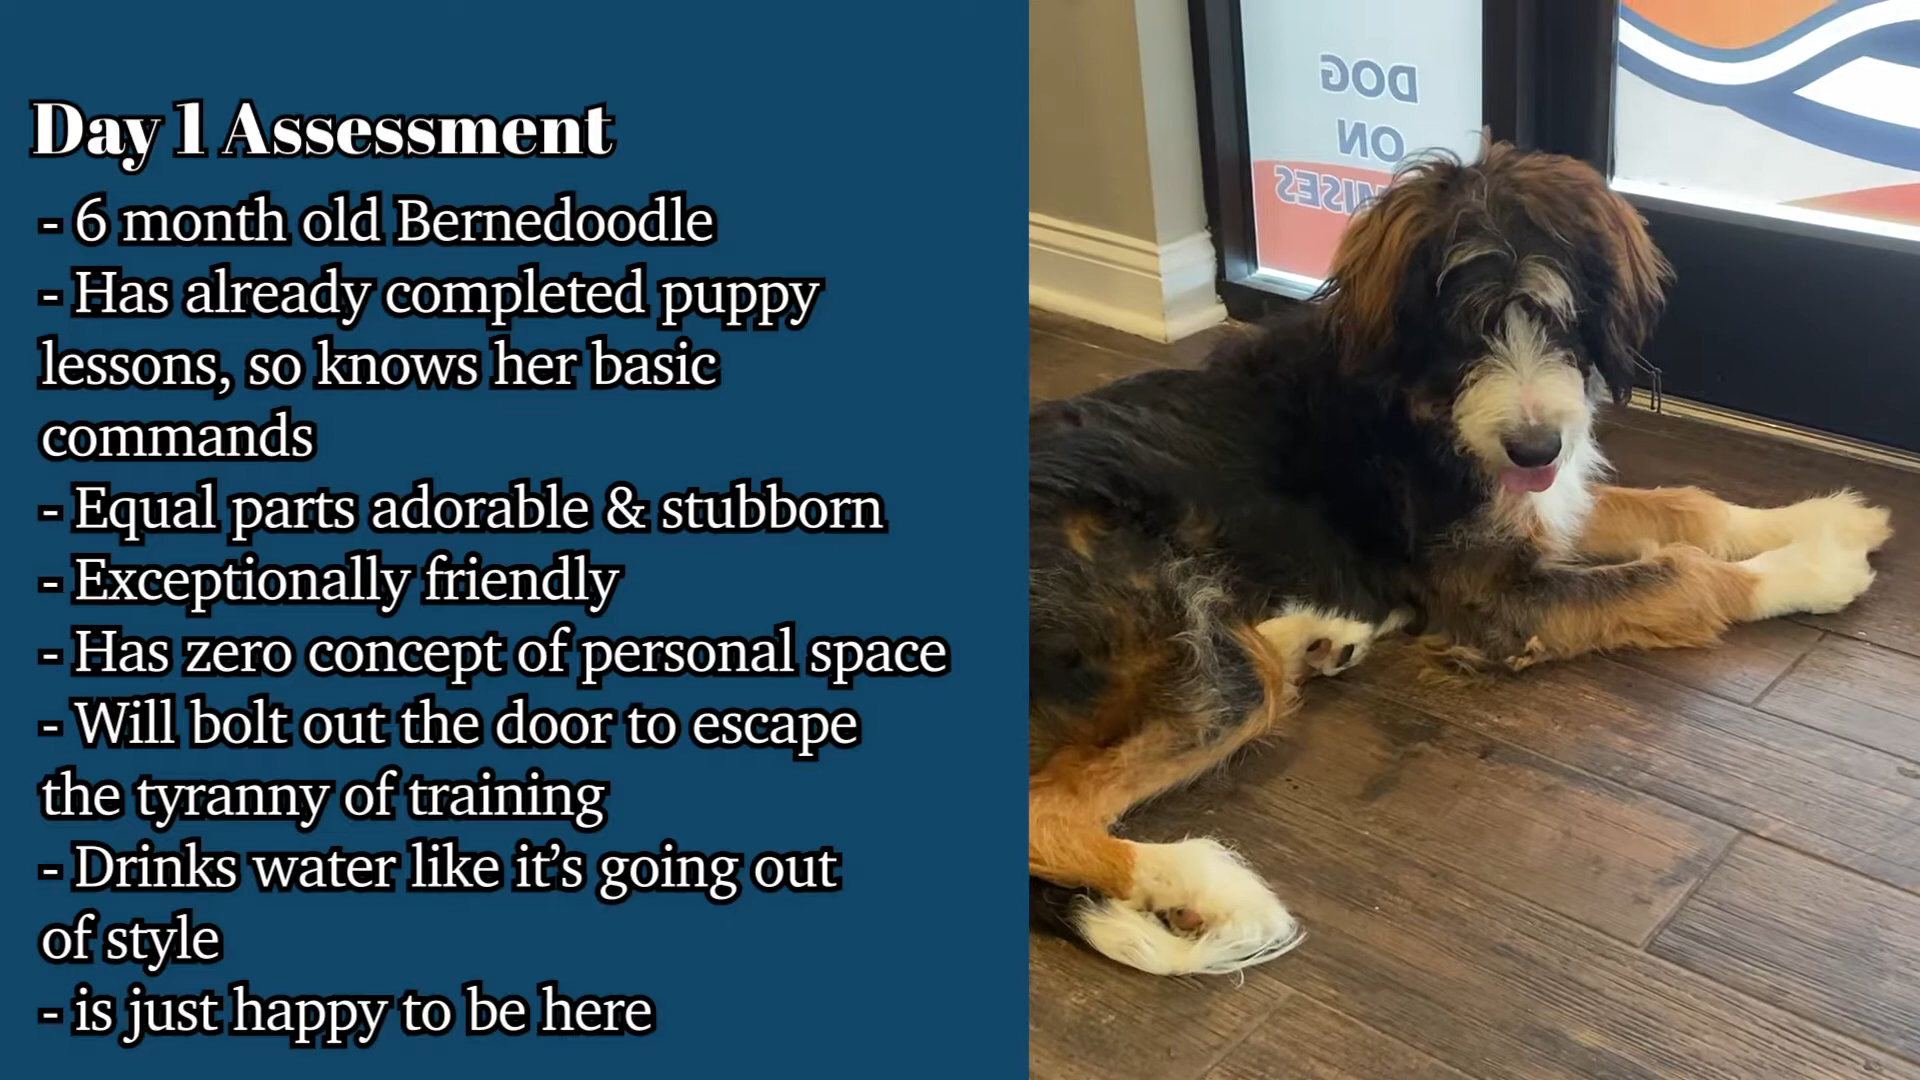 Day 1 Assessment
- 6 month old Bernedoodle
- Has already completed puppy
lessons, so knows her basic
commands
- Equal parts adorable & stubborn
- Exceptionally friendly
- Has zero concept of personal space
- Will bolt out the door to escape
the tyranny of training
- Drinks water like it’s going out
of style
- is just happy to be here
DOG
ON